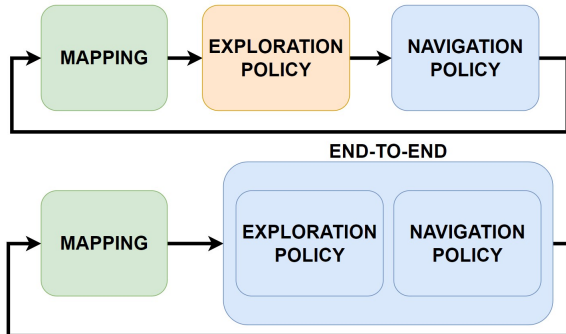 MAPPING
EXPLORATION
POLICY
NAVIGATION
POLICY
END-TO-END
MAPPING
EXPLORATION
POLICY
NAVIGATION
POLICY